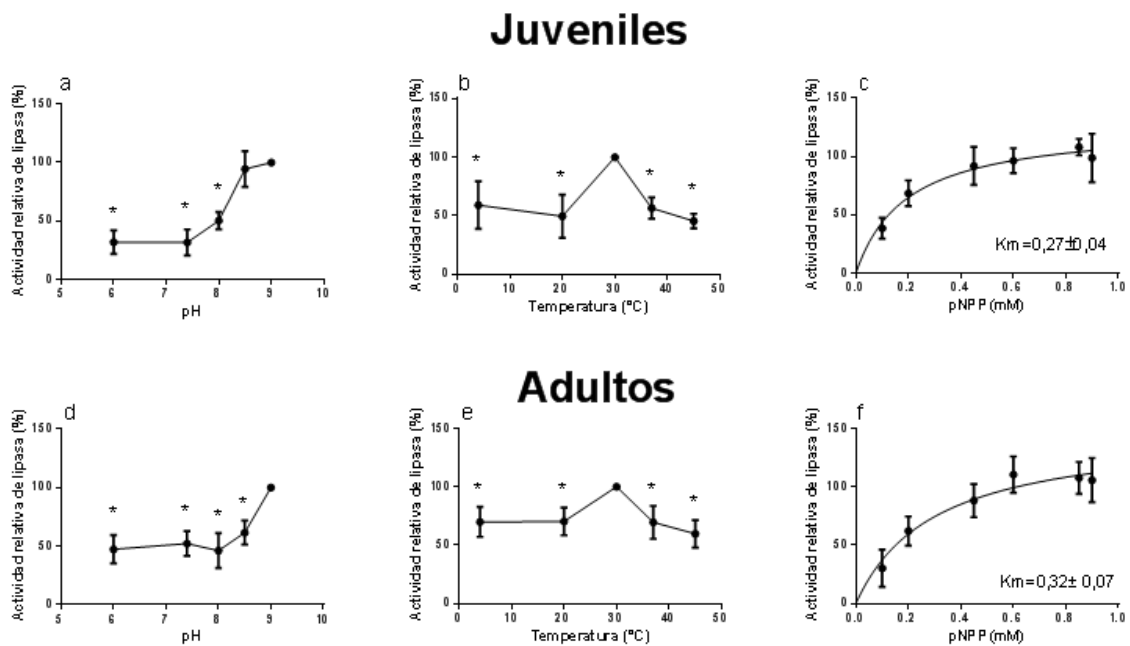 Juveniles
a
Actividad relativa de lipasa (%)
150
100
50
0
5 6 7 8 9 10
pH
* * *
b
Actividad relativa de lipasa (%)
150
100
50
0
0 10 20 30 40 50
Temperatura (ºC)
* * * *
c
Actividad relativa de lipasa (%)
150
100
50
0
0.0 0.2 0.4 0.6 0.8 1.0
pNPP (mM)
Km =0,27±0,04
Adultos
d
Actividad relativa de lipasa (%)
150
100
50
0
5 6 7 8 9 10
pH
* * * *
e
Actividad relativa de lipasa (%)
150
100
50
0
0 10 20 30 40 50
Temperatura (ºC)
* * * *
f
Actividad relativa de lipasa (%)
150
100
50
0
0.0 0.2 0.4 0.6 0.8 1.0
pNPP (mM)
Km=0,32± 0,07